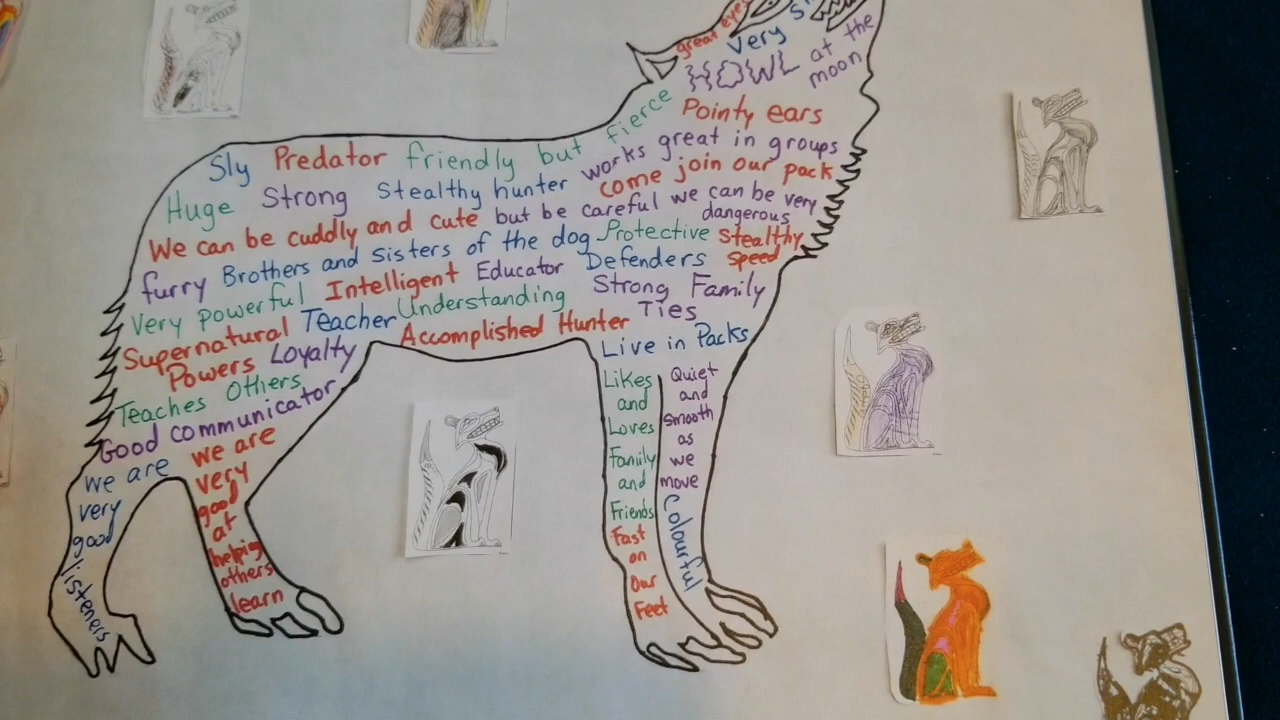 great eyes
very
HOWL at the moon
Pointy ears
Sly Predator friendly but fierce
works great in groups
Huge Strong Stealthy hunter
come join our pack
We can be cuddly and cute but be careful we can be very dangerous
furry Brothers and sisters of the dog Protective Stealthy Speed
Very powerful Intelligent Educator Defenders
Strong Family Ties
Supernatural Powers Teacher Understanding
Accomplished Hunter
Loyalty
Live in Packs
Teaches Others
Good communicator
we are very good listeners
we are very good at helpig others learn
Likes and Loves Family and Friends
Fast on Our Feet
Quiet and Smooth as we move
Colourful